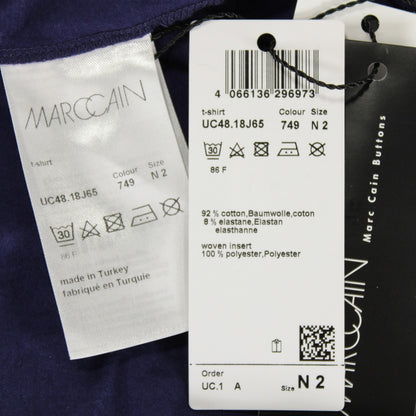 MARCCAIN
t-shirt
Colour Size
UC48.18J65 749 N 2
30
86 F
made in Turkey
fabriqué en Turquie
4 066136 296973
t-shirt Colour Size
UC48.18J65 749 N 2
30
86 F
92 % cotton,Baumwolle,coton
8 % elastane,Elastan
elasthanne
woven insert
100 % polyester,Polyester
Order
UC.1 A Size N 2
Marc Cain Buttons
MARCCAIN